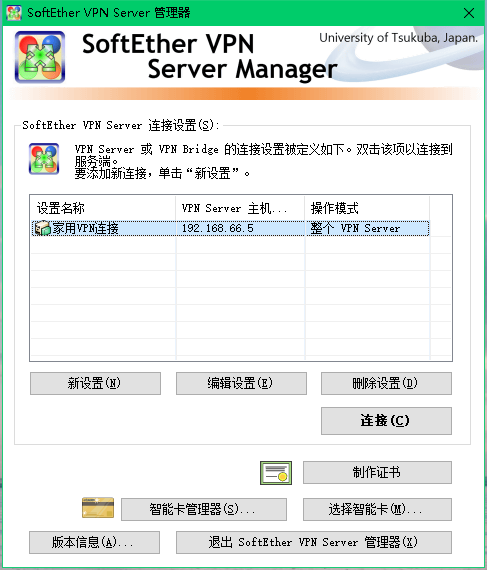 SoftEther VPN Server 管理器
SoftEther VPN
Server Manager
University of Tsukuba, Japan.
SoftEther VPN Server 连接设置(S):
VPN Server 或 VPN Bridge 的连接设置被定义如下。双击该项以连接到
服务端。
要添加新连接，单击“新设置”。
设置名称 VPN Server 主机... 操作模式
家用VPN连接 192.168.66.5 整个 VPN Server
新设置(N) 编辑设置(E) 删除设置(D)
连接(C)
制作证书
智能卡管理器(S)... 选择智能卡(M)...
版本信息(A)... 退出 SoftEther VPN Server 管理器(X)